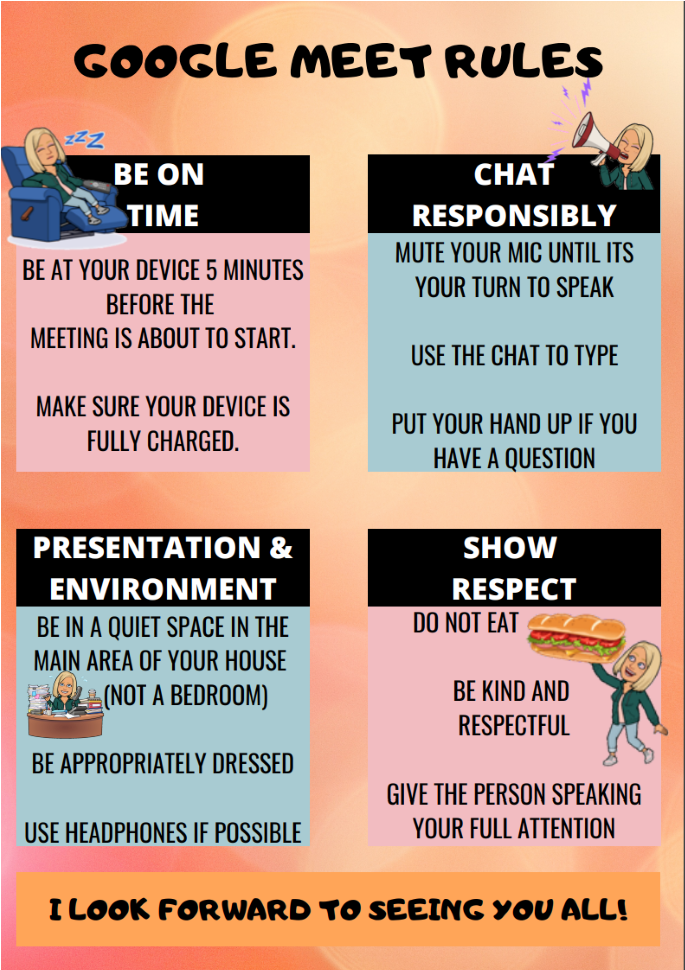 GOOGLE MEET RULES
zzz
BE ON
TIME
BE AT YOUR DEVICE 5 MINUTES
BEFORE THE
MEETING IS ABOUT TO START.
MAKE SURE YOUR DEVICE IS
FULLY CHARGED.
CHAT
RESPONSIBLY
MUTE YOUR MIC UNTIL ITS
YOUR TURN TO SPEAK
USE THE CHAT TO TYPE
PUT YOUR HAND UP IF YOU
HAVE A QUESTION
PRESENTATION &
ENVIRONMENT
BE IN A QUIET SPACE IN THE
MAIN AREA OF YOUR HOUSE
(NOT A BEDROOM)
BE APPROPRIATELY DRESSED
USE HEADPHONES IF POSSIBLE
SHOW
RESPECT
DO NOT EAT
BE KIND AND
RESPECTFUL
GIVE THE PERSON SPEAKING
YOUR FULL ATTENTION
I LOOK FORWARD TO SEEING YOU ALL!